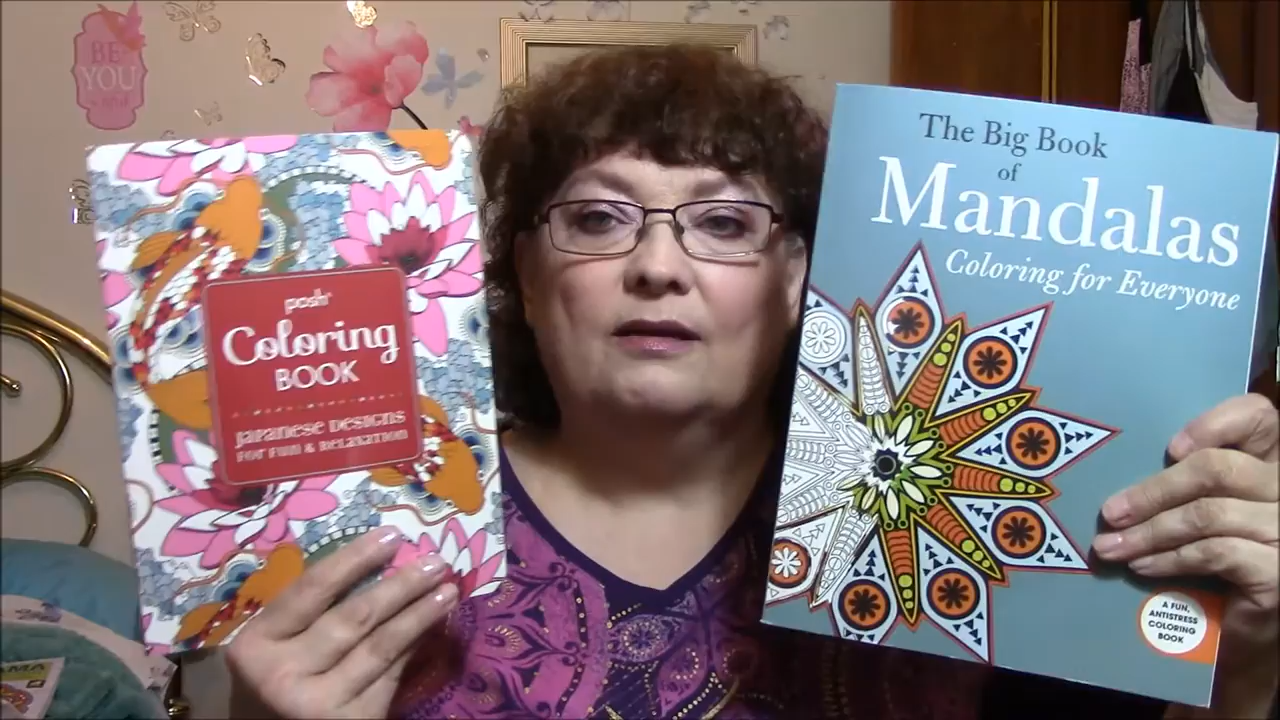 BE
YOU
posh
Coloring
BOOK
JAPANESE DESIGNS
FOR FUN & RELAXATION
The Big Book
of
Mandalas
Coloring for Everyone
A FUN,
ANTISTRESS
COLORING
BOOK